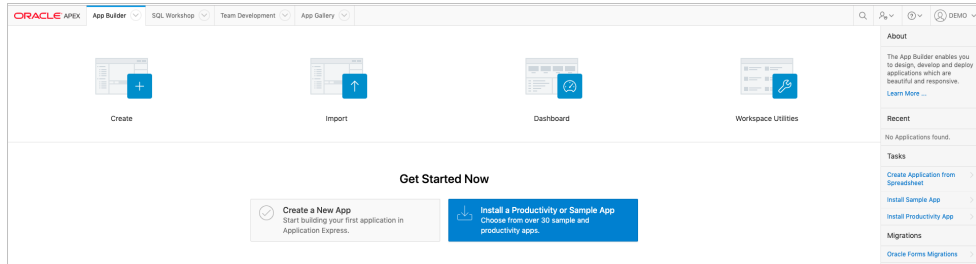 ORACLE APEX App Builder SQL Workshop Team Development App Gallery DEMO
Create
Import
Dashboard
Workspace Utilities
Get Started Now
Create a New App
Start building your first application in
Application Express.
Install a Productivity or Sample App
Choose from over 30 sample and
productivity apps.
About
The App Builder enables you
to design, develop and deploy
applications which are
beautiful and responsive.
Learn More ...
Recent
No Applications found.
Tasks
Create Application from
Spreadsheet
Install Sample App
Install Productivity App
Migrations
Oracle Forms Migrations